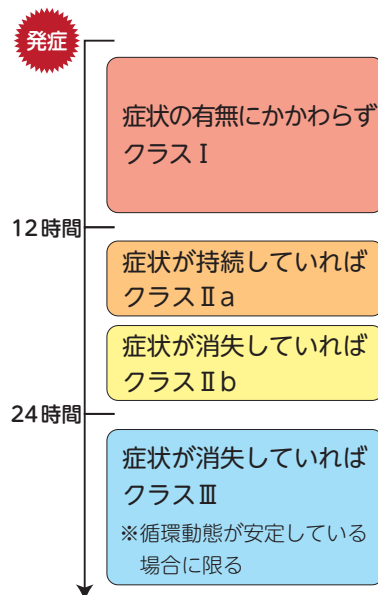 発症
症状の有無にかかわらず
クラスⅠ
12時間
症状が持続していれば
クラスⅡa
症状が消失していれば
クラスⅡb
24時間
症状が消失していれば
クラスⅢ
※循環動態が安定している
場合に限る